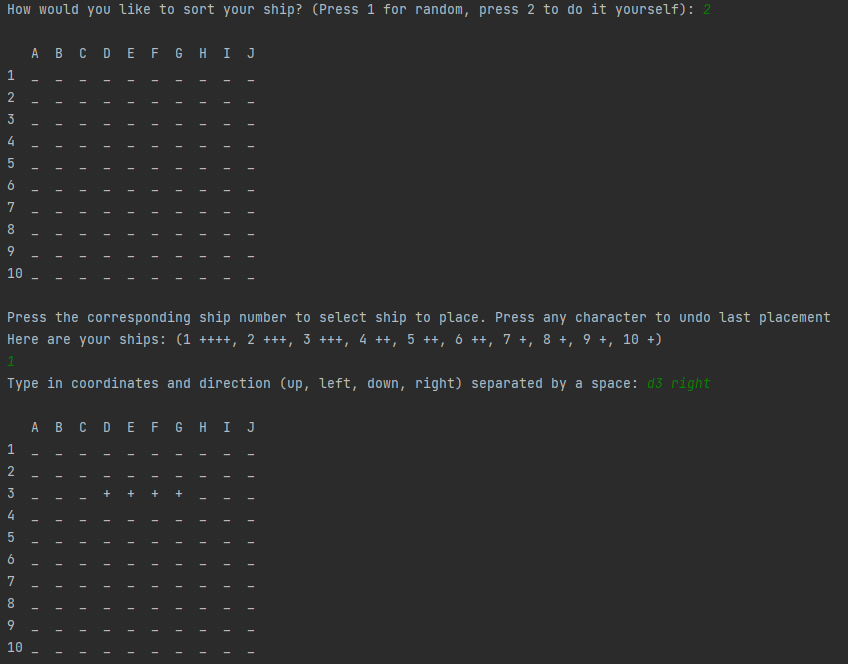 How would you like to sort your ship? (Press 1 for random, press 2 to do it yourself): 2
A B C D E F G H I J
1 _ _ _ _ _ _ _ _ _ _
2 _ _ _ _ _ _ _ _ _ _
3 _ _ _ _ _ _ _ _ _ _
4 _ _ _ _ _ _ _ _ _ _
5 _ _ _ _ _ _ _ _ _ _
6 _ _ _ _ _ _ _ _ _ _
7 _ _ _ _ _ _ _ _ _ _
8 _ _ _ _ _ _ _ _ _ _
9 _ _ _ _ _ _ _ _ _ _
10 _ _ _ _ _ _ _ _ _ _
Press the corresponding ship number to select ship to place. Press any character to undo last placement
Here are your ships: (1 ++++, 2 +++, 3 +++, 4 ++, 5 ++, 6 ++, 7 +, 8 +, 9 +, 10 +)
1
Type in coordinates and direction (up, left, down, right) separated by a space: d3 right
A B C D E F G H I J
1 _ _ _ _ _ _ _ _ _ _
2 _ _ _ _ _ _ _ _ _ _
3 _ _ _ + + + + _ _ _
4 _ _ _ _ _ _ _ _ _ _
5 _ _ _ _ _ _ _ _ _ _
6 _ _ _ _ _ _ _ _ _ _
7 _ _ _ _ _ _ _ _ _ _
8 _ _ _ _ _ _ _ _ _ _
9 _ _ _ _ _ _ _ _ _ _
10 _ _ _ _ _ _ _ _ _ _